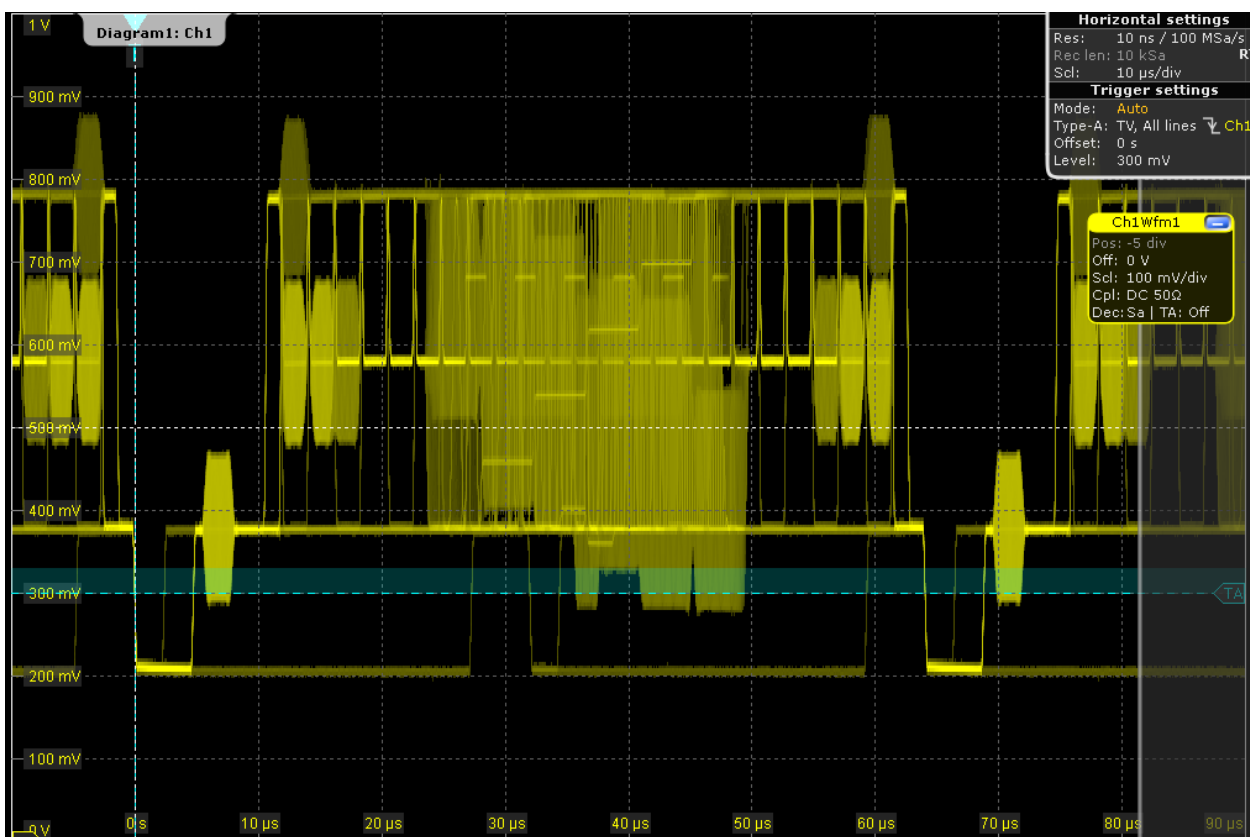 1 V
Diagram1: Ch1
Horizontal settings
Res: 10 ns / 100 MSa/s
Rec len: 10 kSa
Scl: 10 µs/div
Trigger settings
Mode: Auto
Type-A: TV, All lines Ch1
Offset: 0 s
Level: 300 mV
900 mV
800 mV
Ch1Wfm1
Pos: -5 div
Off: 0 V
Scl: 100 mV/div
Cpl: DC 50Ω
Dec: Sa | TA: Off
700 mV
600 mV
500 mV
400 mV
300 mV
TA
200 mV
100 mV
0 V
0 s 10 µs 20 µs 30 µs 40 µs 50 µs 60 µs 70 µs 80 µs 90 µs